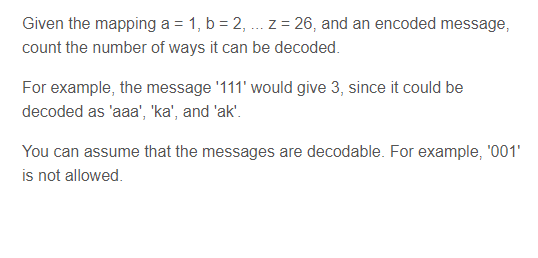 Given the mapping a = 1, b = 2, ... z = 26, and an encoded message,
count the number of ways it can be decoded.
For example, the message '111' would give 3, since it could be
decoded as 'aaa', 'ka', and 'ak'.
You can assume that the messages are decodable. For example, '001'
is not allowed.